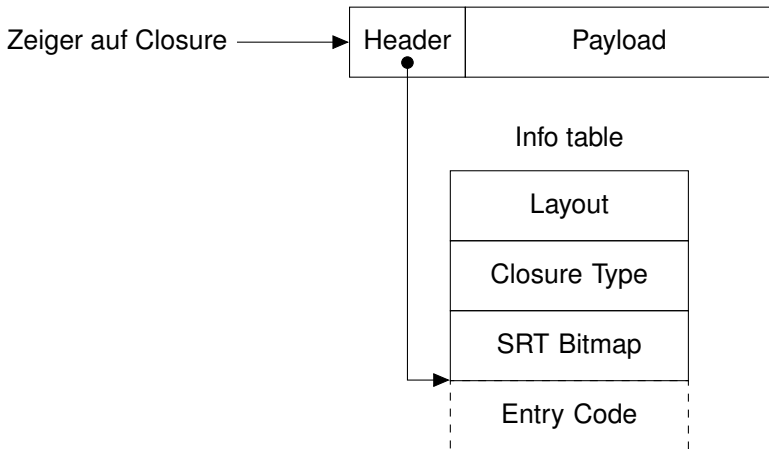 Zeiger auf Closure
Header
Payload
Info table
Layout
Closure Type
SRT Bitmap
Entry Code